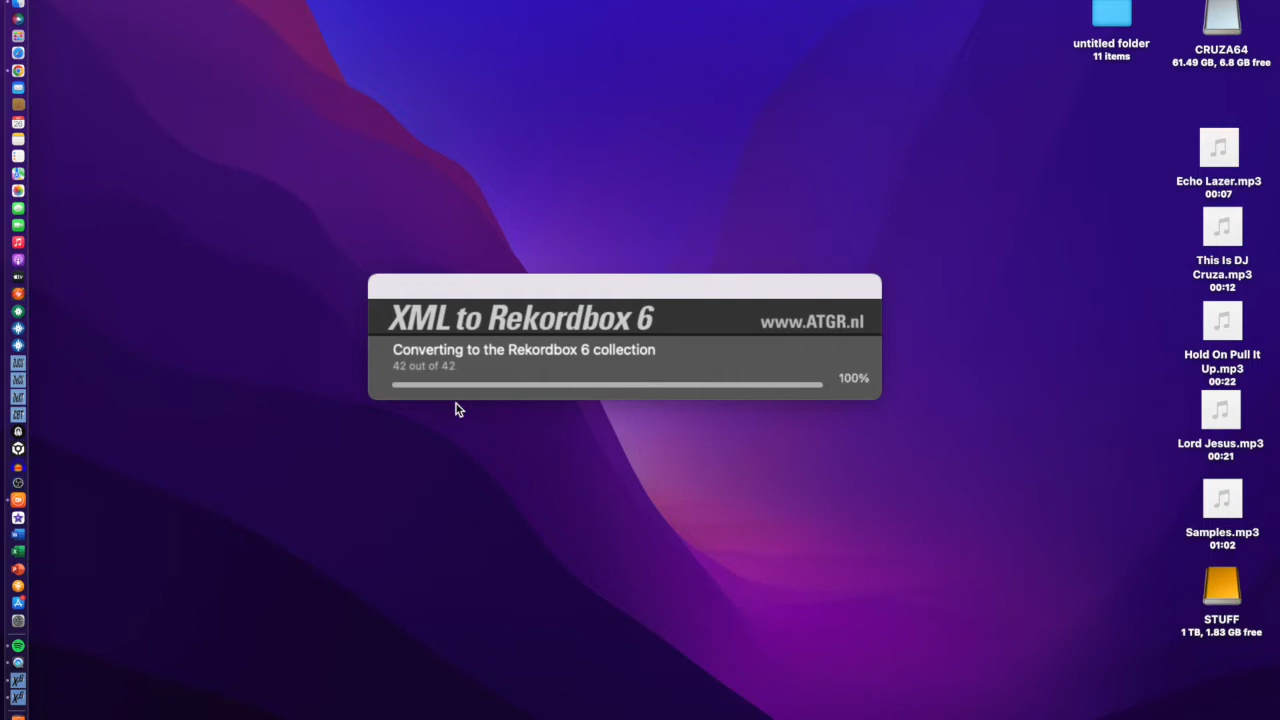 untitled folder
11 items
CRUZA64
61.49 GB, 6.8 GB free
Echo Lazer.mp3
00:07
This Is DJ
Cruza.mp3
00:12
XML to Rekordbox 6
www.ATGR.nl
Converting to the Rekordbox 6 collection
42 out of 42
100%
Hold On Pull It
Up.mp3
00:22
Lord Jesus.mp3
00:21
Samples.mp3
01:02
STUFF
1 TB, 1.83 GB free